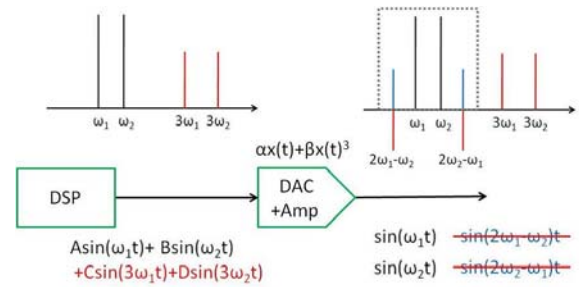 ω₁ ω₂ 3ω₁ 3ω₂
ω₁ ω₂ 3ω₁ 3ω₂
2ω₁-ω₂ 2ω₂-ω₁
αx(t)+βx(t)³
DSP
DAC
+Amp
Asin(ω₁t)+ Bsin(ω₂t)
+Csin(3ω₁t)+Dsin(3ω₂t)
sin(ω₁t) sin(2ω₁-ω₂)t
sin(ω₂t) sin(2ω₂-ω₁)t